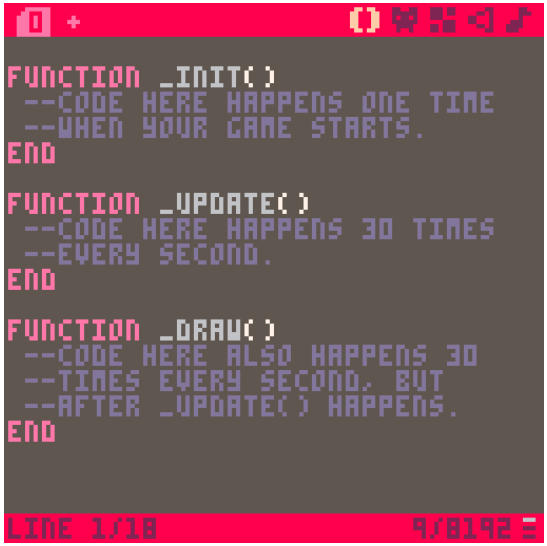 0 +
FUNCTION _INIT()
--CODE HERE HAPPENS ONE TIME
--WHEN YOUR GAME STARTS.
END
FUNCTION _UPDATE()
--CODE HERE HAPPENS 30 TIMES
--EVERY SECOND.
END
FUNCTION _DRAW()
--CODE HERE ALSO HAPPENS 30
--TIMES EVERY SECOND, BUT
--AFTER _UPDATE() HAPPENS.
END
LINE 1/18
9/8192